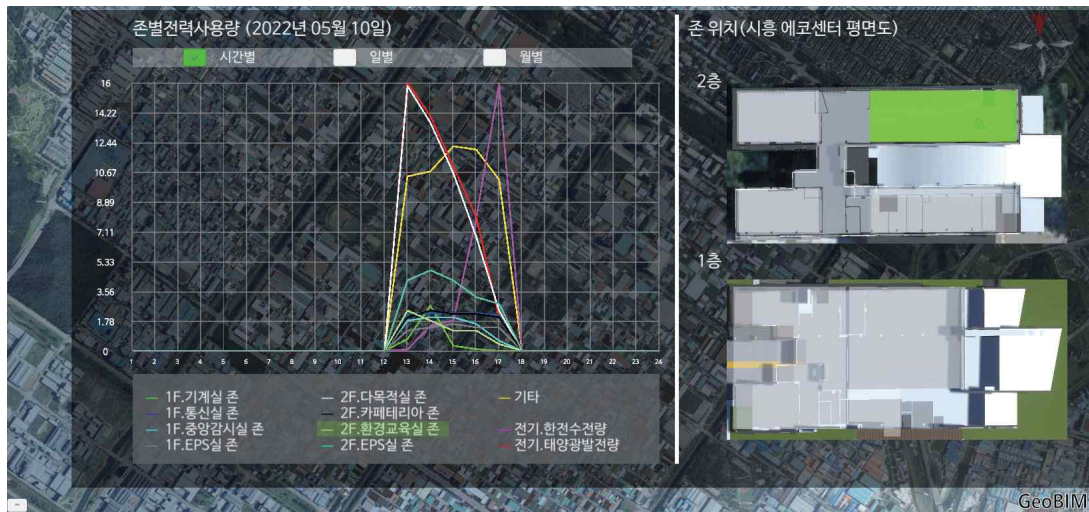 존별전력사용량 (2022년 05월 10일)
시간별 일별 월별
16
14.22
12.44
10.67
8.89
7.11
5.33
3.56
1.78
0
1 2 3 4 5 6 7 8 9 10 11 12 13 14 15 16 17 18 19 20 21 22 23 24
1F.기계실 존 2F.다목적실 존 기타
1F.통신실 존 2F.카페테리아 존
1F.중앙감시실 존 2F.환경교육실 존 전기.한전수전량
1F.EPS실 존 2F.EPS실 존 전기.태양광발전량
존 위치(시흥 에코센터 평면도)
2층
1층
GeoBIM